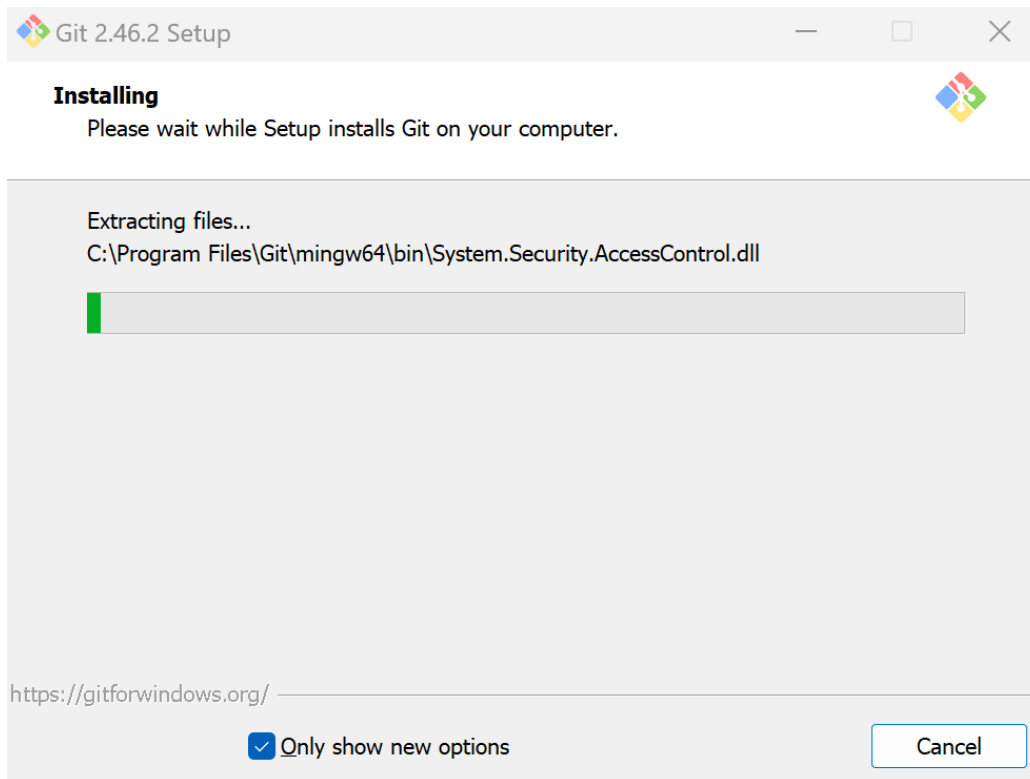 Git 2.46.2 Setup
Installing
Please wait while Setup installs Git on your computer.
Extracting files...
C:\Program Files\Git\mingw64\bin\System.Security.AccessControl.dll
https://gitforwindows.org/
Only show new options
Cancel